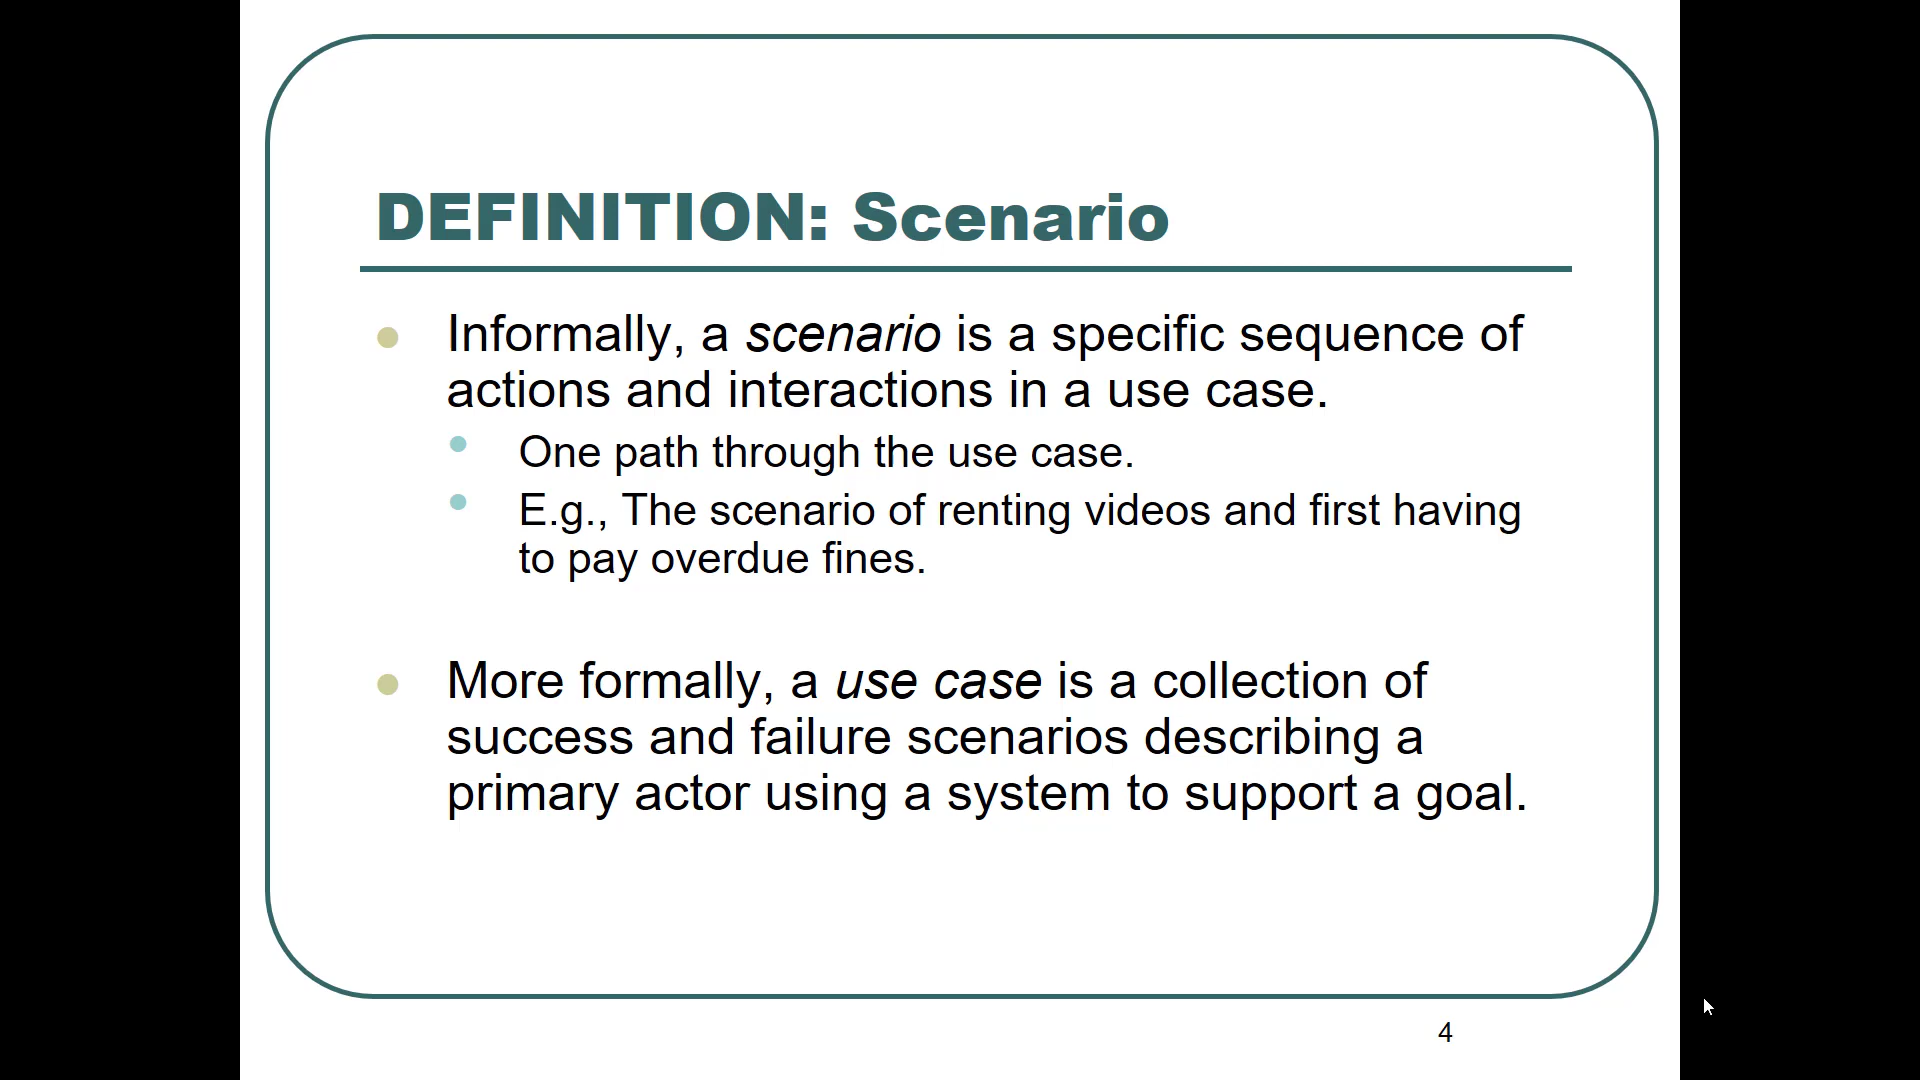 DEFINITION: Scenario
Informally, a scenario is a specific sequence of
actions and interactions in a use case.
One path through the use case.
E.g., The scenario of renting videos and first having
to pay overdue fines.
More formally, a use case is a collection of
success and failure scenarios describing a
primary actor using a system to support a goal.
4